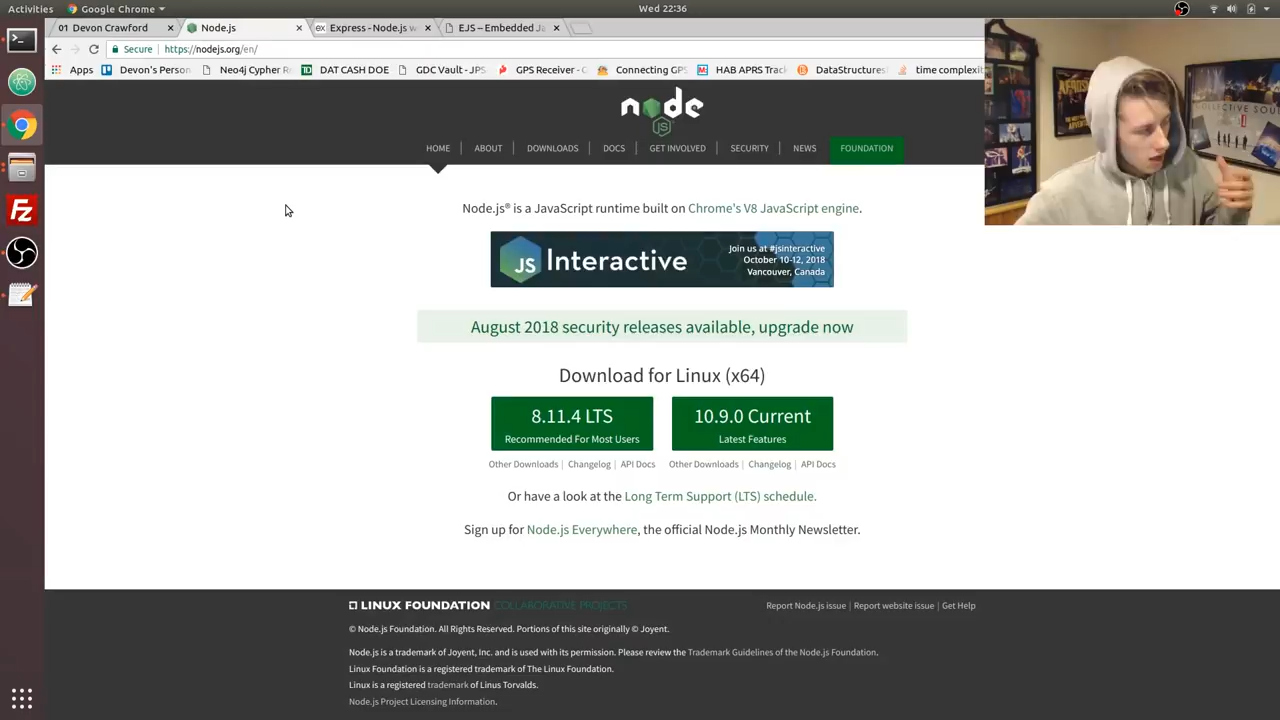 Activities Google Chrome Wed 22:36
01 Devon Crawford Node.js Express - Node.js w EJS – Embedded Ja
Secure https://nodejs.org/en/
Apps Devon's Person Neo4j Cypher Re DAT CASH DOE GDC Vault - JPS GPS Receiver - G Connecting GPS HAB APRS Track DataStructures time complexi
node
JS
HOME ABOUT DOWNLOADS DOCS GET INVOLVED SECURITY NEWS FOUNDATION
Node.js® is a JavaScript runtime built on Chrome's V8 JavaScript engine.
JS Interactive
Join us at #jsinteractive
October 10-12, 2018
Vancouver, Canada
August 2018 security releases available, upgrade now
Download for Linux (x64)
8.11.4 LTS
Recommended For Most Users
10.9.0 Current
Latest Features
Other Downloads | Changelog | API Docs Other Downloads | Changelog | API Docs
Or have a look at the Long Term Support (LTS) schedule.
Sign up for Node.js Everywhere, the official Node.js Monthly Newsletter.
LINUX FOUNDATION COLLABORATIVE PROJECTS
Report Node.js issue | Report website issue | Get Help
© Node.js Foundation. All Rights Reserved. Portions of this site originally © Joyent.
Node.js is a trademark of Joyent, Inc. and is used with its permission. Please review the Trademark Guidelines of the Node.js Foundation.
Linux Foundation is a registered trademark of The Linux Foundation.
Linux is a registered trademark of Linus Torvalds.
Node.js Project Licensing Information.
COLLECTIVE SOUL
Fz